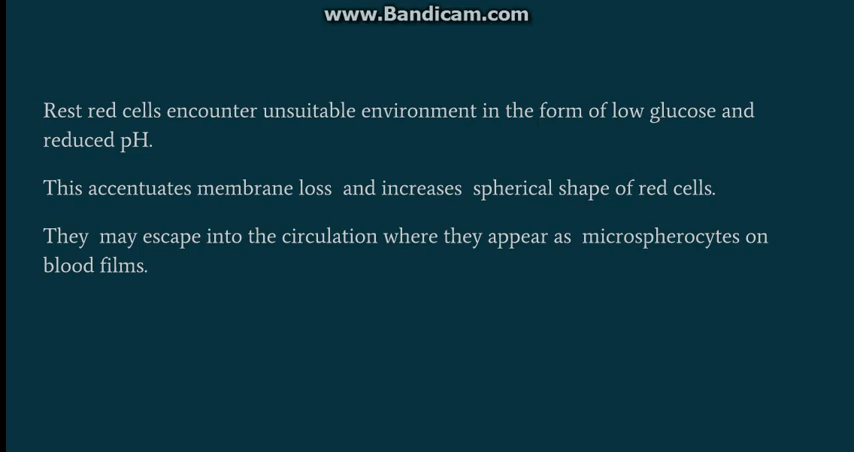 www.Bandicam.com
Rest red cells encounter unsuitable environment in the form of low glucose and
reduced pH.
This accentuates membrane loss and increases spherical shape of red cells.
They may escape into the circulation where they appear as microspherocytes on
blood films.